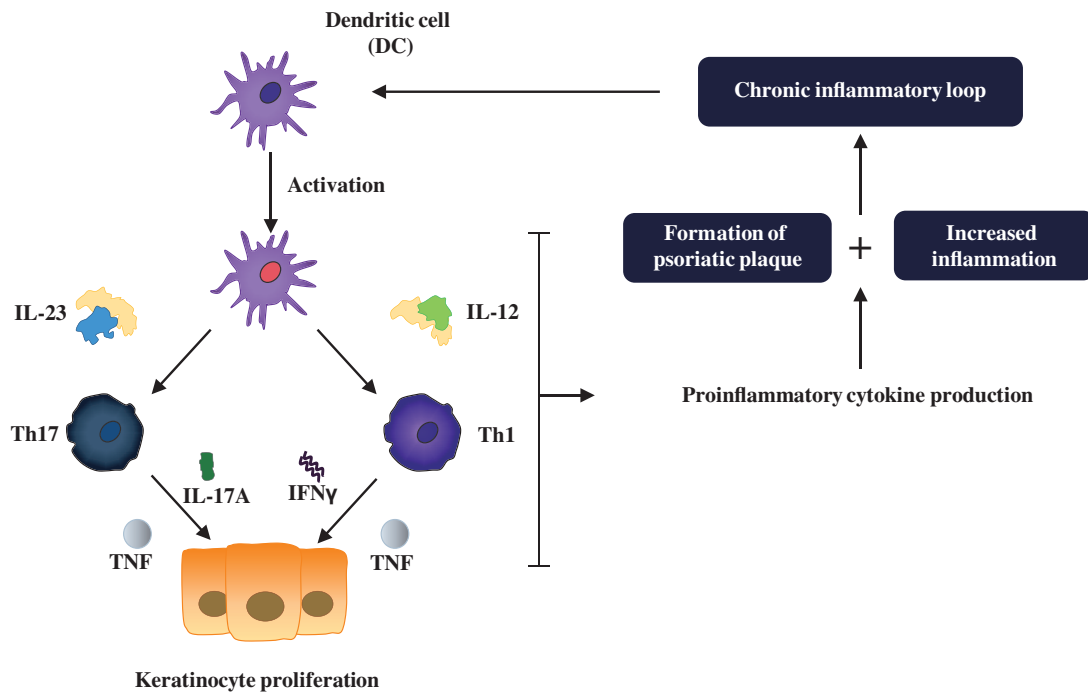 Dendritic cell
(DC)
Activation
IL-23
IL-12
Th17
Th1
IL-17A
IFNγ
TNF
TNF
Keratinocyte proliferation
Chronic inflammatory loop
Formation of
psoriatic plaque
+
Increased
inflammation
Proinflammatory cytokine production